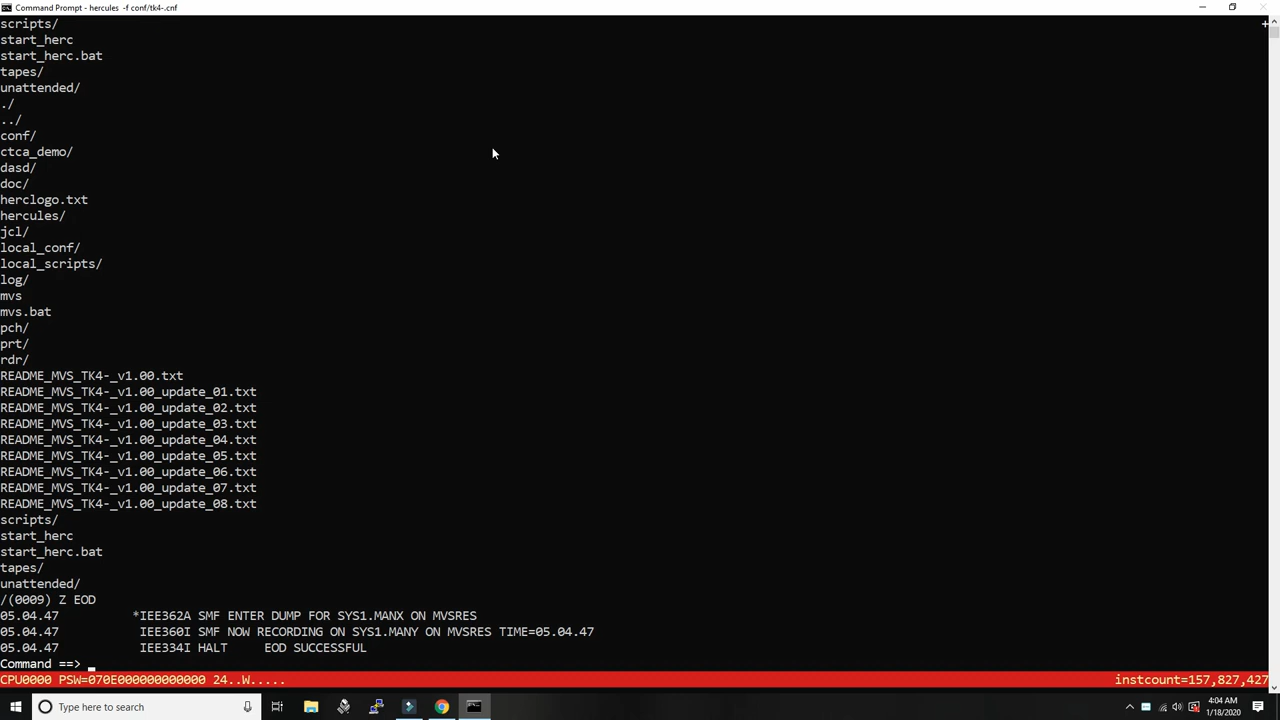 Command Prompt - hercules -f conf/tk4-.cnf
scripts/
start_herc
start_herc.bat
tapes/
unattended/
./
../
conf/
ctca_demo/
dasd/
doc/
herclogo.txt
hercules/
jcl/
local_conf/
local_scripts/
log/
mvs
mvs.bat
pch/
prt/
rdr/
README_MVS_TK4-_v1.00.txt
README_MVS_TK4-_v1.00_update_01.txt
README_MVS_TK4-_v1.00_update_02.txt
README_MVS_TK4-_v1.00_update_03.txt
README_MVS_TK4-_v1.00_update_04.txt
README_MVS_TK4-_v1.00_update_05.txt
README_MVS_TK4-_v1.00_update_06.txt
README_MVS_TK4-_v1.00_update_07.txt
README_MVS_TK4-_v1.00_update_08.txt
scripts/
start_herc
start_herc.bat
tapes/
unattended/
/(0009) Z EOD
05.04.47 *IEE362A SMF ENTER DUMP FOR SYS1.MANX ON MVSRES
05.04.47 IEE360I SMF NOW RECORDING ON SYS1.MANY ON MVSRES TIME=05.04.47
05.04.47 IEE334I HALT EOD SUCCESSFUL
Command ==>
CPU0000 PSW=070E000000000000 24..W..... instcount=157,827,427
Type here to search
4:04 AM
1/18/2020